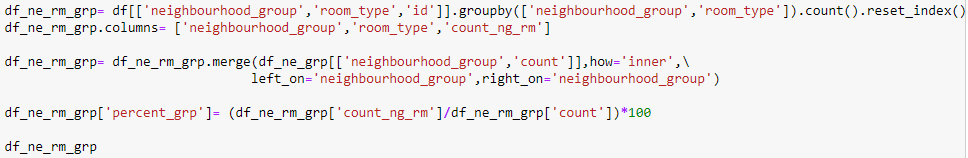 df_ne_rm_grp= df[['neighbourhood_group','room_type','id']].groupby(['neighbourhood_group','room_type']).count().reset_index()
df_ne_rm_grp.columns= ['neighbourhood_group','room_type','count_ng_rm']
df_ne_rm_grp= df_ne_rm_grp.merge(df_ne_grp[['neighbourhood_group','count']],how='inner',\
left_on='neighbourhood_group',right_on='neighbourhood_group')
df_ne_rm_grp['percent_grp']= (df_ne_rm_grp['count_ng_rm']/df_ne_rm_grp['count'])*100
df_ne_rm_grp